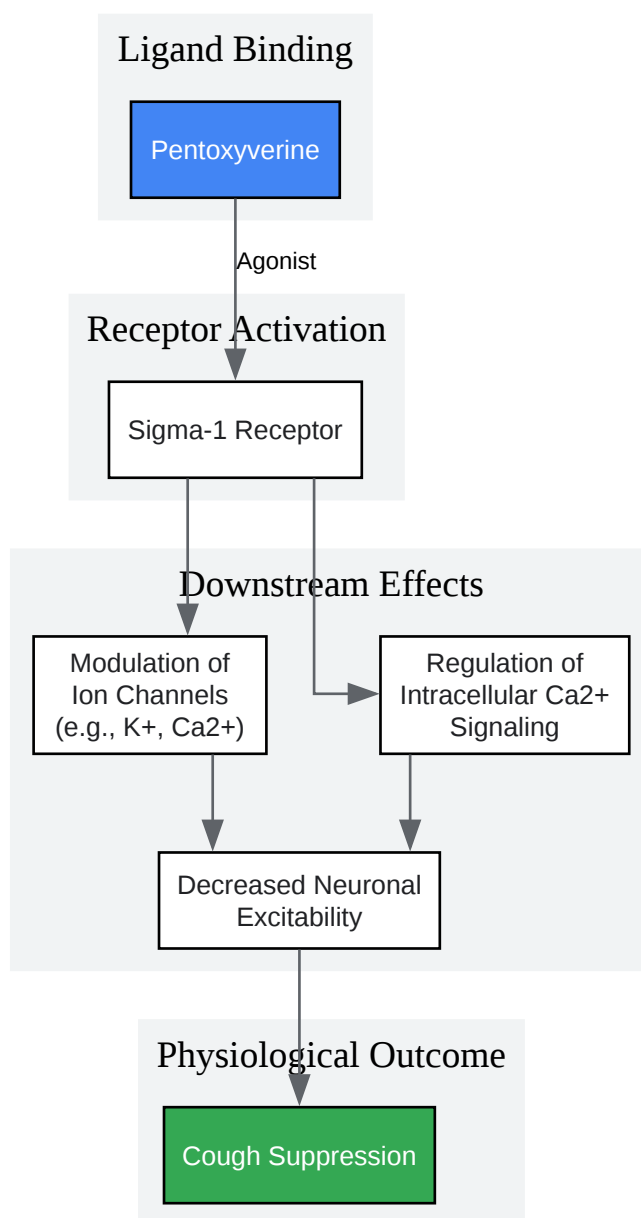 Ligand Binding
Pentoxyverine
Agonist
Receptor Activation
Sigma-1 Receptor
Downstream Effects
Modulation of
Ion Channels
(e.g., K+, Ca2+)
Regulation of
Intracellular Ca2+
Signaling
Decreased Neuronal
Excitability
Physiological Outcome
Cough Suppression